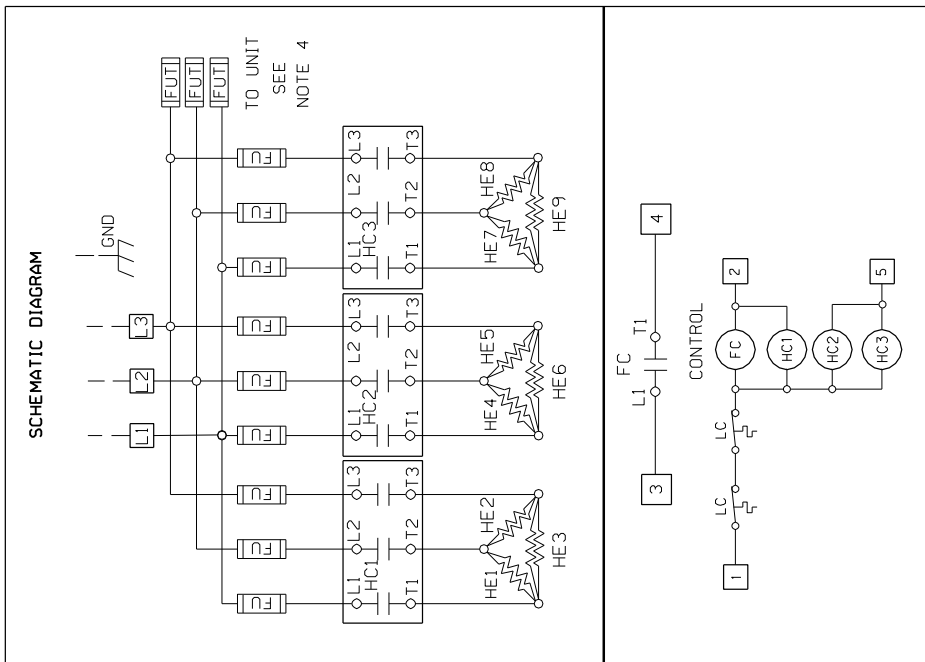 SCHEMATIC DIAGRAM
GND
L1 L2 L3
FUT
FUT
FUT
TO UNIT
SEE
NOTE 4
FU FU FU FU FU FU FU FU FU
L1 L2 L3 L1 L2 L3 L1 L2 L3
HC1 HC2 HC3
T1 T2 T3 T1 T2 T3 T1 T2 T3
HE1 HE2 HE4 HE5 HE7 HE8
HE3 HE6 HE9
FC
3 L1 T1 4
CONTROL
1 LC LC FC 2
HC1
HC2
HC3 5